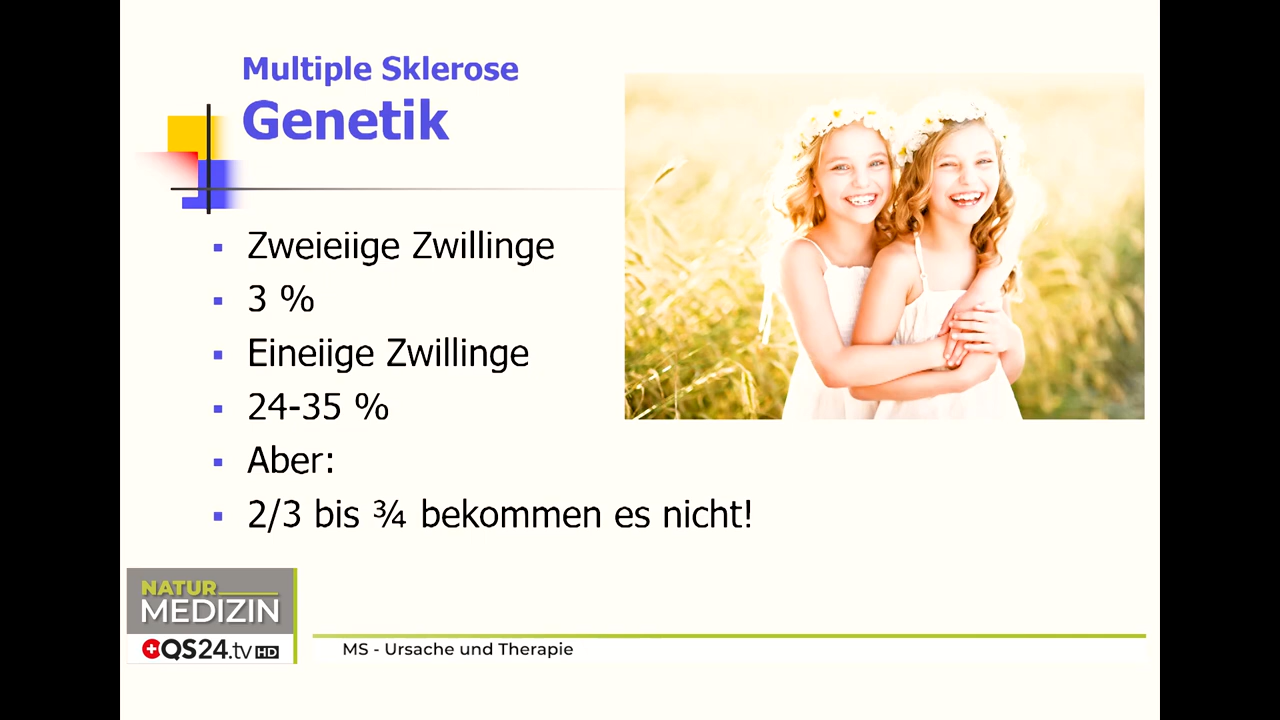 Multiple Sklerose
Genetik
▪ Zweieiige Zwillinge
▪ 3 %
▪ Eineiige Zwillinge
▪ 24-35 %
▪ Aber:
▪ 2/3 bis ¾ bekommen es nicht!
NATUR
MEDIZIN
QS24.tv HD
MS - Ursache und Therapie